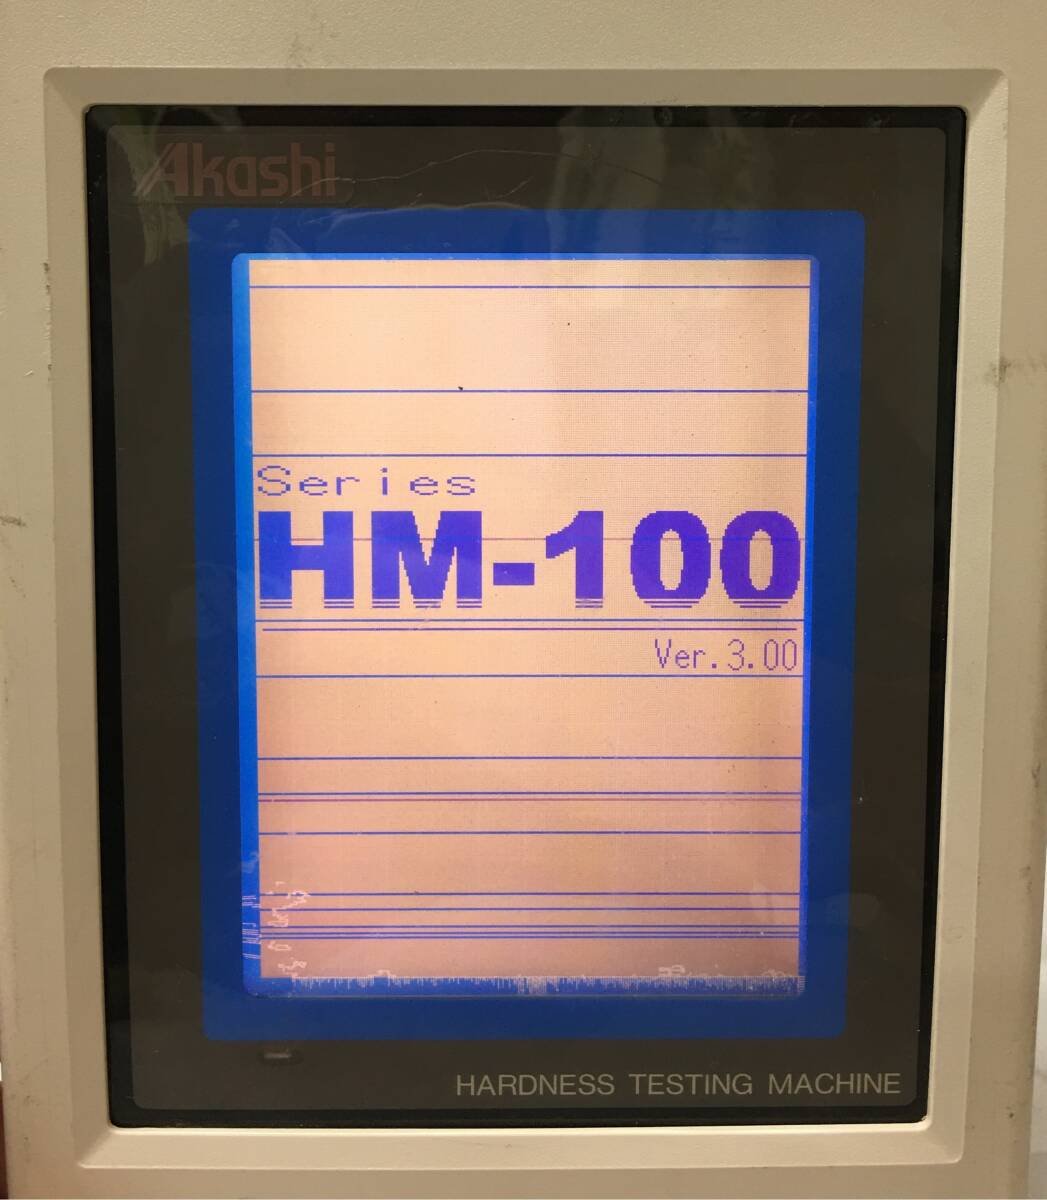 Akashi
Series
HM-100
Ver.3.00
HARDNESS TESTING MACHINE